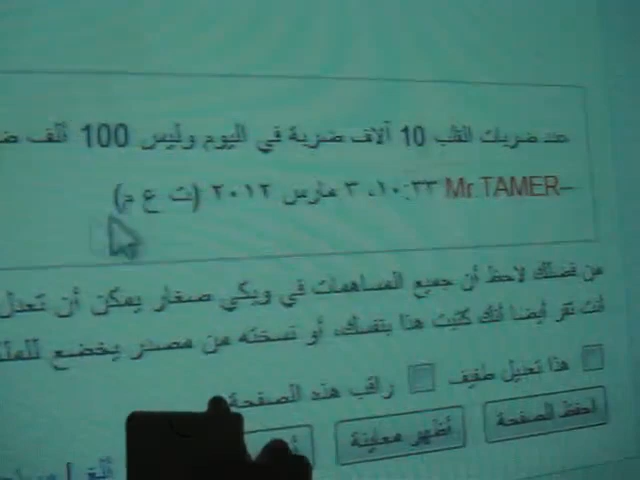 عدد ضربات القلب 10 آلاف ضربة في اليوم وليس 100 ألف
--Mr.TAMER ١٠:٣٣، ٣ مارس ٢٠١٢ (ت ع م)
من فضلك لاحظ أن جميع المساهمات في ويكي صغار يمكن أن تعدل
أنت تقر أيضا أنك كتبت هذا بنفسك، أو نسخته من مصدر يخضع
هذا تعديل طفيف راقب هذه الصفحة
احفظ الصفحة أظهر معاينة